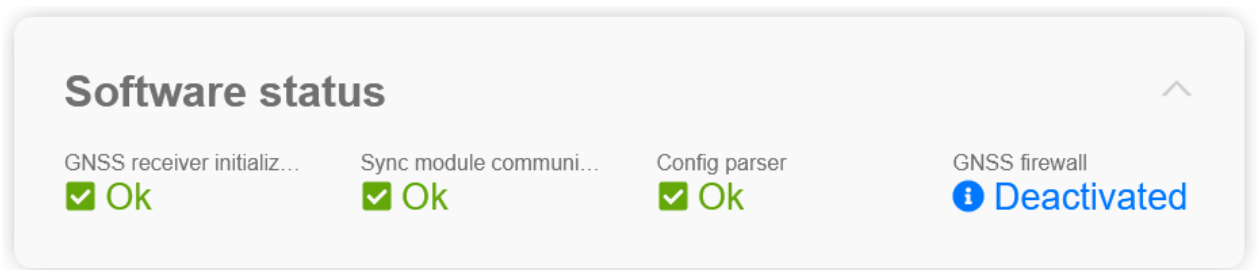 Software status
GNSS receiver initializ...
Ok
Sync module communi...
Ok
Config parser
Ok
GNSS firewall
Deactivated